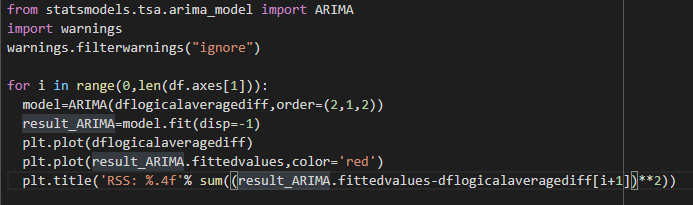 from statsmodels.tsa.arima_model import ARIMA
import warnings
warnings.filterwarnings("ignore")

for i in range(0,len(df.axes[1])):
  model=ARIMA(dflogicalaveragediff,order=(2,1,2))
  result_ARIMA=model.fit(disp=-1)
  plt.plot(dflogicalaveragediff)
  plt.plot(result_ARIMA.fittedvalues,color='red')
  plt.title('RSS: %.4f'% sum((result_ARIMA.fittedvalues-dflogicalaveragediff[i+1])**2))